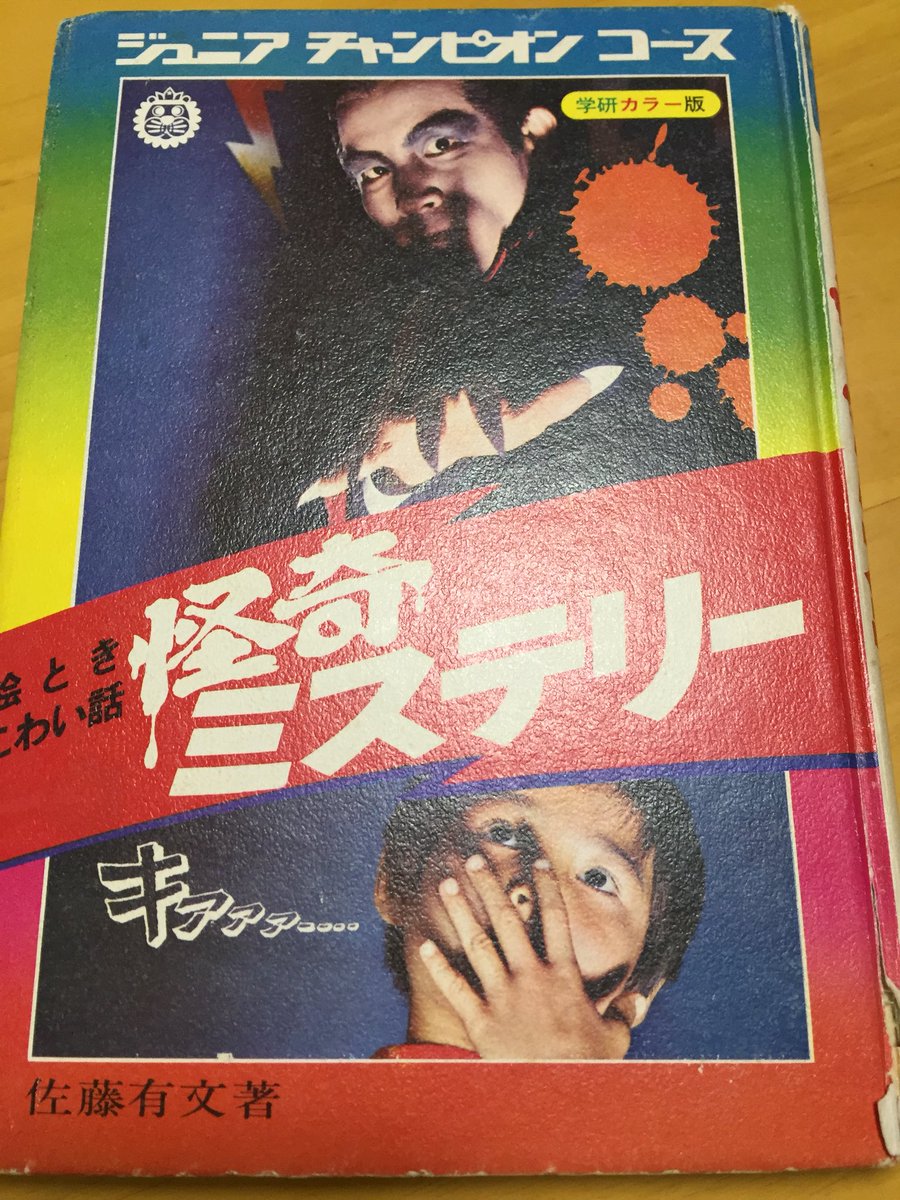 ジュニア チャンピオン コース
学研カラー版
絵とき
こわい話
怪奇
ミステリー
キァァァー‥‥
佐藤有文著